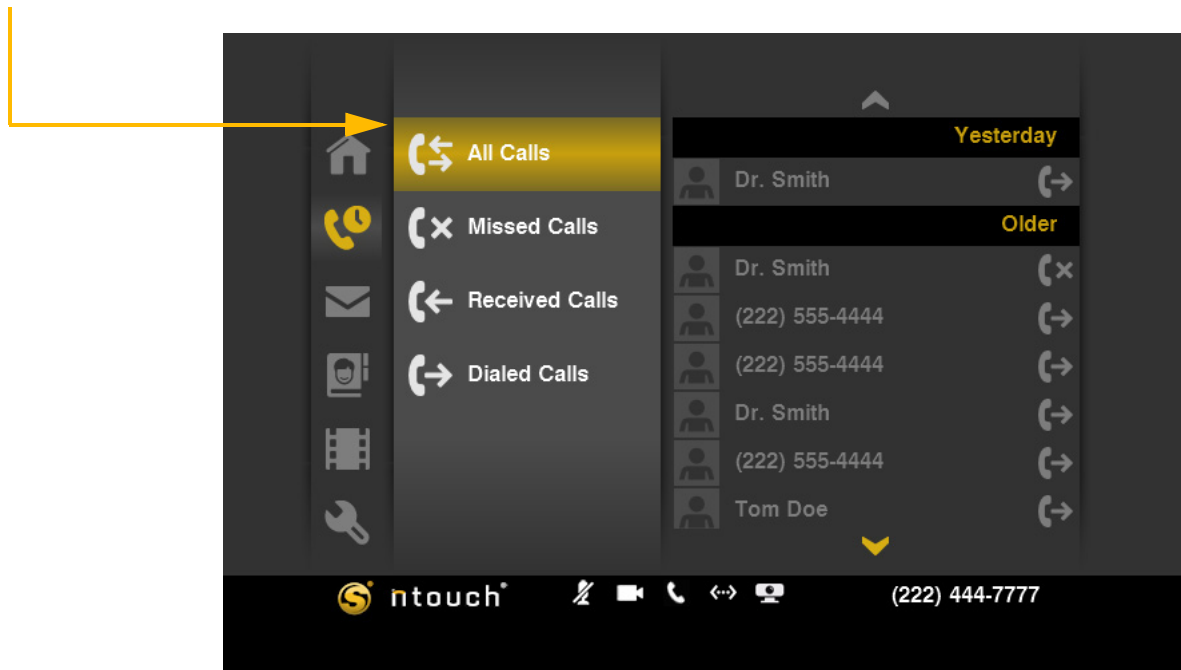 All Calls
Missed Calls
Received Calls
Dialed Calls
Yesterday
Dr. Smith
Older
Dr. Smith
(222) 555-4444
(222) 555-4444
Dr. Smith
(222) 555-4444
Tom Doe
S ntouch® (222) 444-7777